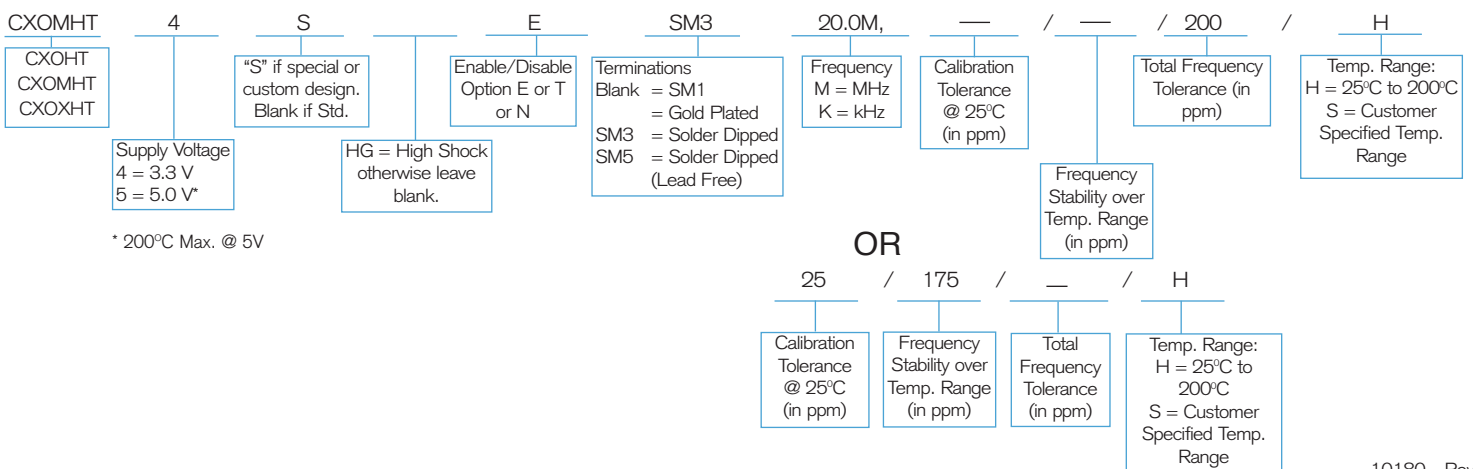 CXOMHT 4 S E SM3 20.0M, — / — / 200 / H
CXOHT
CXOMHT
CXOXHT
Supply Voltage
4 = 3.3 V
5 = 5.0 V*
"S" if special or
custom design.
Blank if Std.
HG = High Shock
otherwise leave
blank.
Enable/Disable
Option E or T
or N
Terminations
Blank = SM1
= Gold Plated
SM3 = Solder Dipped
SM5 = Solder Dipped
(Lead Free)
Frequency
M = MHz
K = kHz
Calibration
Tolerance
@ 25°C
(in ppm)
Frequency
Stability over
Temp. Range
(in ppm)
Total Frequency
Tolerance (in
ppm)
Temp. Range:
H = 25°C to 200°C
S = Customer
Specified Temp.
Range
* 200°C Max. @ 5V
OR
25 / 175 / — / H
Calibration
Tolerance
@ 25°C
(in ppm)
Frequency
Stability over
Temp. Range
(in ppm)
Total
Frequency
Tolerance
(in ppm)
Temp. Range:
H = 25°C to
200°C
S = Customer
Specified Temp.
Range